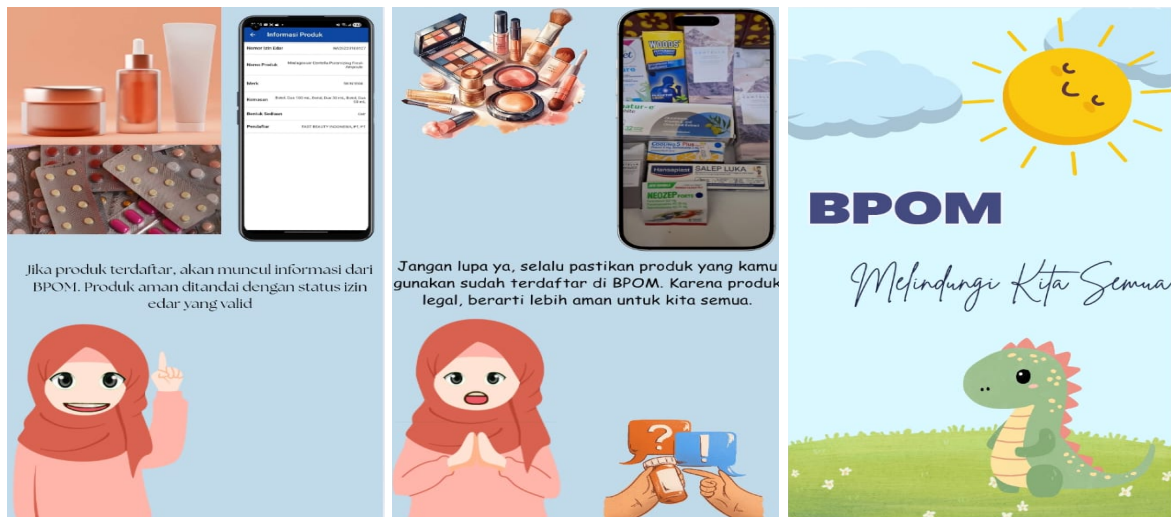 Informasi Produk
Nomor Izin Edar
Nama Produk
Merk
Kemasan
Bentuk Sediaan
Pendaftar
Jika produk terdaftar, akan muncul informasi dari
BPOM. Produk aman ditandai dengan status izin
edar yang valid
WOODS'
SALEP LUKA
Hansaplast
NEOZEP FORTE
Jangan lupa ya, selalu pastikan produk yang kamu
gunakan sudah terdaftar di BPOM. Karena produk
legal, berarti lebih aman untuk kita semua.
?
!
BPOM
Melindungi Kita Semua